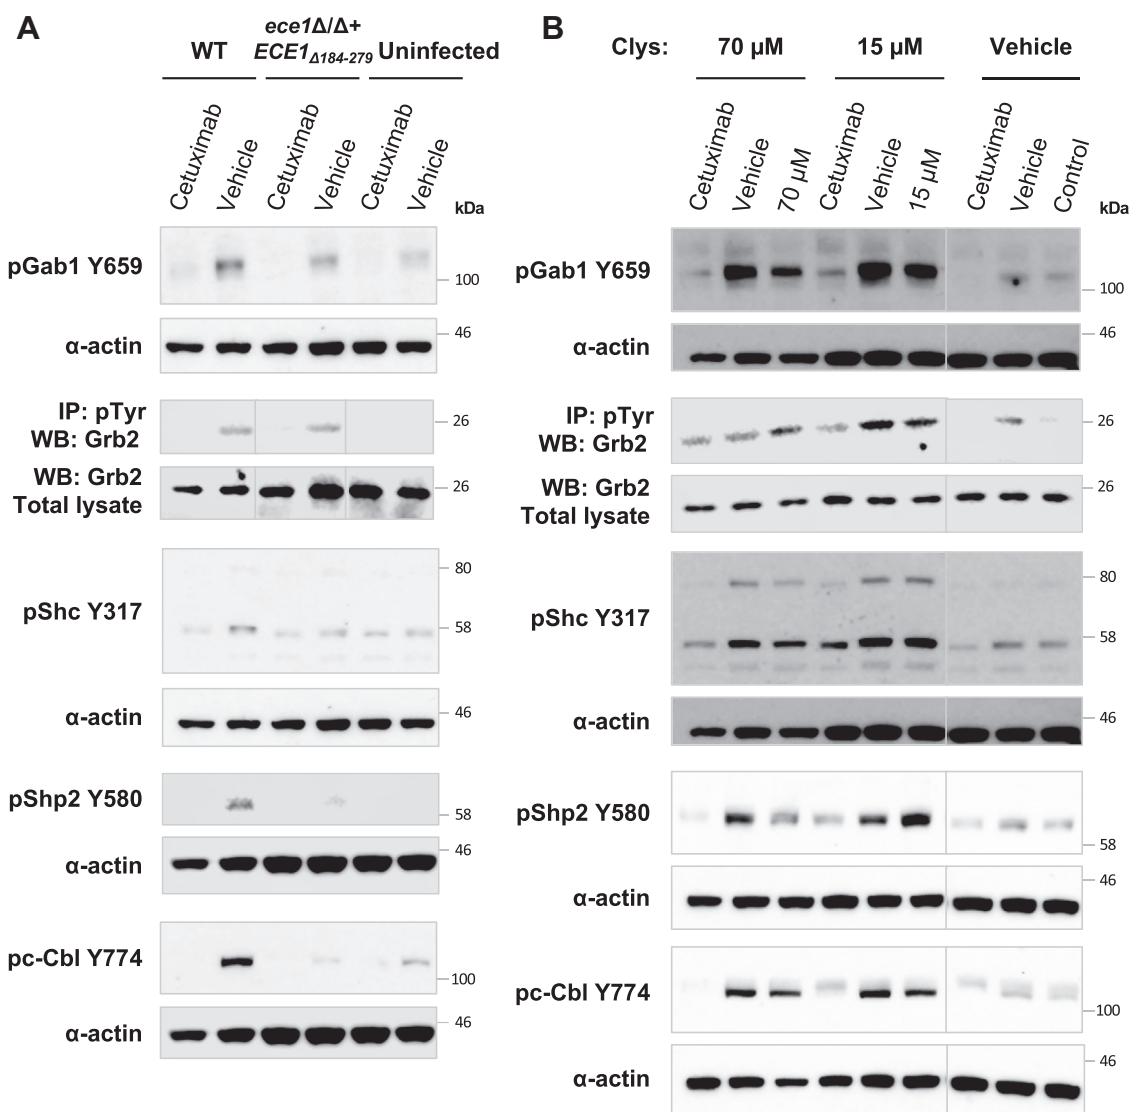 A
WT
ece1Δ/Δ+
ECE1Δ184-279
Uninfected
Cetuximab
Vehicle
Cetuximab
Vehicle
Cetuximab
Vehicle
kDa
pGab1 Y659
100
α-actin
46
IP: pTyr
WB: Grb2
26
WB: Grb2
Total lysate
26
pShc Y317
80
58
α-actin
46
pShp2 Y580
58
α-actin
46
pc-Cbl Y774
100
α-actin
46
B
Clys:
70 µM
15 µM
Vehicle
Cetuximab
Vehicle
70 µM
Cetuximab
Vehicle
15 µM
Cetuximab
Vehicle
Control
kDa
pGab1 Y659
100
α-actin
46
IP: pTyr
WB: Grb2
26
WB: Grb2
Total lysate
26
pShc Y317
80
58
α-actin
46
pShp2 Y580
58
α-actin
46
pc-Cbl Y774
100
α-actin
46